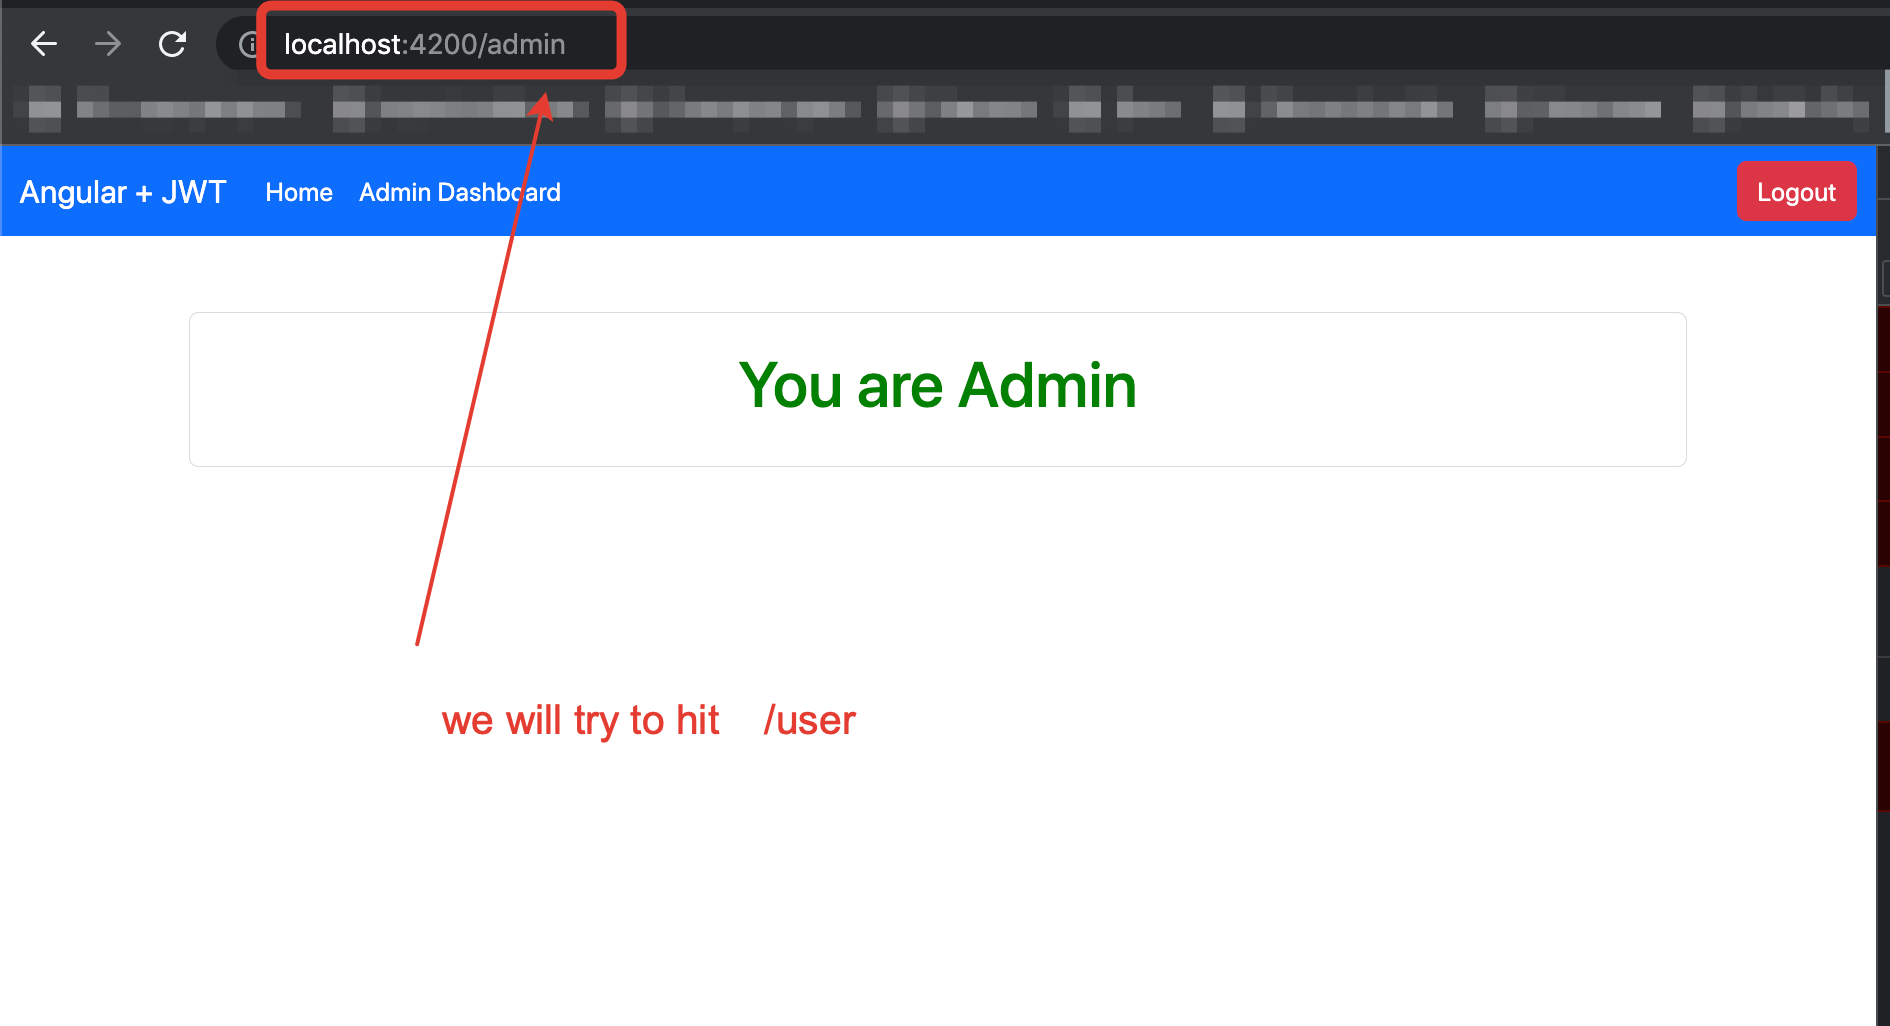 localhost:4200/admin
Angular + JWT Home Admin Dashboard Logout
You are Admin
we will try to hit /user